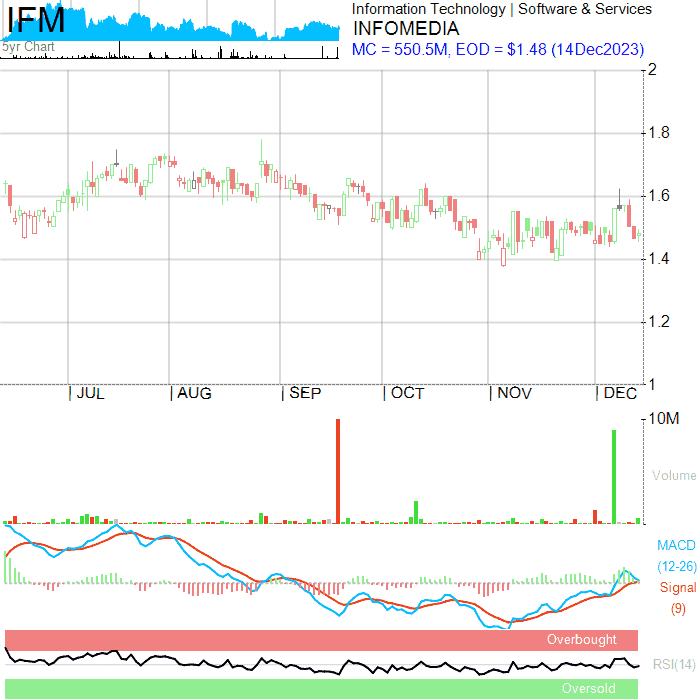 IFM
5yr Chart
Information Technology | Software & Services
INFOMEDIA
MC = 550.5M, EOD = $1.48 (14Dec2023)
2
1.8
1.6
1.4
1.2
1
| JUL | AUG | SEP | OCT | NOV | DEC
10M
Volume
MACD
(12-26)
Signal
(9)
Overbought
RSI(14)
Oversold